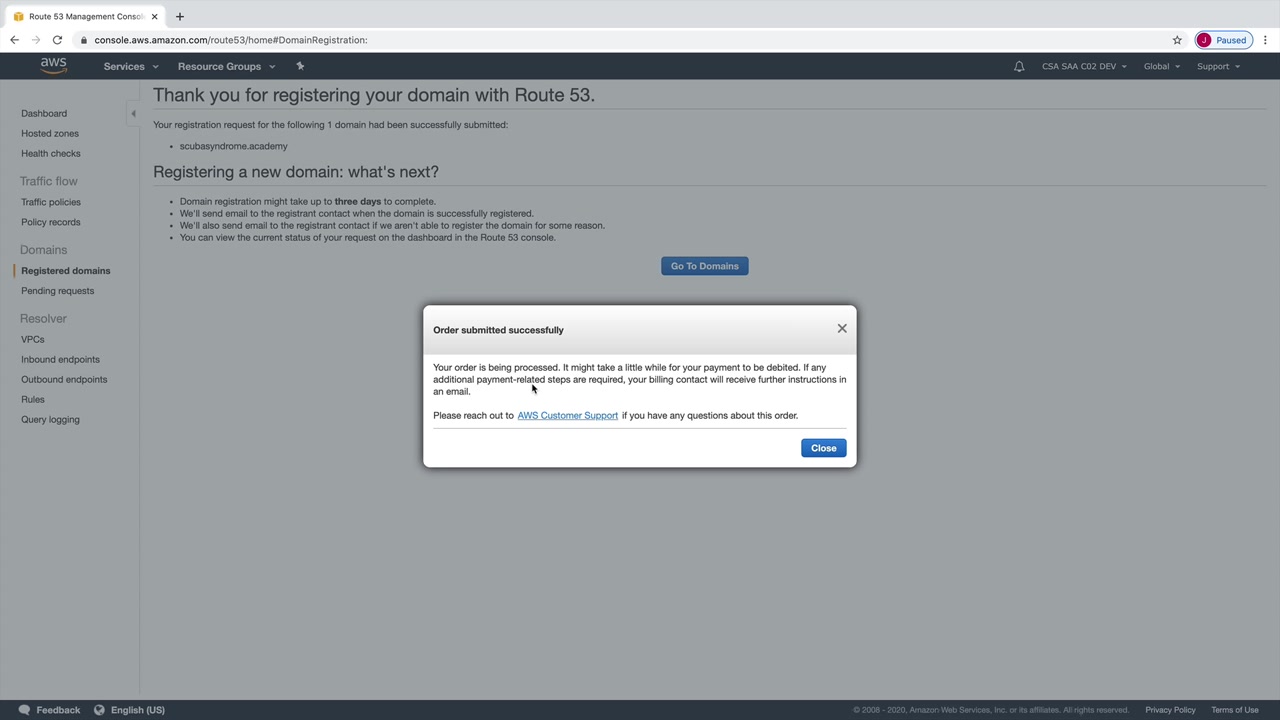 Route 53 Management Consol
console.aws.amazon.com/route53/home#DomainRegistration:
J Paused
aws
Services
Resource Groups
CSA SAA C02 DEV
Global
Support
Dashboard
Hosted zones
Health checks
Traffic flow
Traffic policies
Policy records
Domains
Registered domains
Pending requests
Resolver
VPCs
Inbound endpoints
Outbound endpoints
Rules
Query logging
Thank you for registering your domain with Route 53.
Your registration request for the following 1 domain had been successfully submitted:
• scubasyndrome.academy
Registering a new domain: what's next?
• Domain registration might take up to three days to complete.
• We'll send email to the registrant contact when the domain is successfully registered.
• We'll also send email to the registrant contact if we aren't able to register the domain for some reason.
• You can view the current status of your request on the dashboard in the Route 53 console.
Go To Domains
Order submitted successfully
Your order is being processed. It might take a little while for your payment to be debited. If any
additional payment-related steps are required, your billing contact will receive further instructions in
an email.
Please reach out to AWS Customer Support if you have any questions about this order.
Close
Feedback
English (US)
© 2008 - 2020, Amazon Web Services, Inc. or its affiliates. All rights reserved.
Privacy Policy
Terms of Use